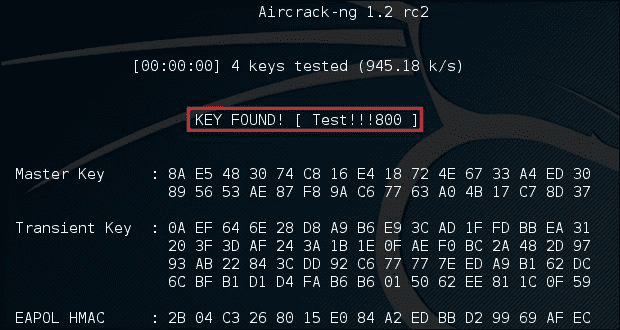 Aircrack-ng 1.2 rc2
[00:00:00] 4 keys tested (945.18 k/s)
KEY FOUND! [ Test!!!800 ]
Master Key : 8A E5 48 30 74 C8 16 E4 18 72 4E 67 33 A4 ED 30
89 56 53 AE 87 F8 9A C6 77 63 A0 4B 17 C7 8D 37
Transient Key : 0A EF 64 6E 28 D8 A9 B6 E9 3C AD 1F FD BB EA 31
20 3F 3D AF 24 3A 1B 1E 0F AE F0 BC 2A 48 2D 97
93 AB 22 84 3C DD 92 C6 77 77 7E ED A9 B1 62 DC
6C BF B1 D1 D4 FA B6 B6 01 50 62 EE 81 1C 0F 59
EAPOL HMAC : 2B 04 C3 26 80 15 E0 84 A2 ED BB D2 99 69 AF EC